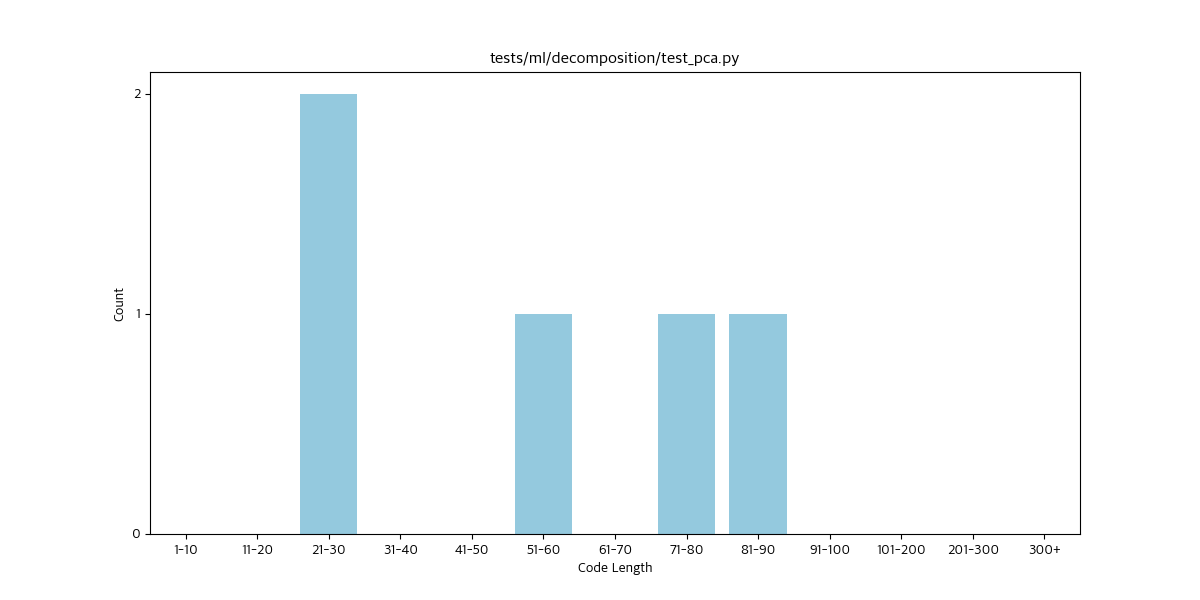 tests/ml/decomposition/test_pca.py
2
1
0
Count
1-10 11-20 21-30 31-40 41-50 51-60 61-70 71-80 81-90 91-100 101-200 201-300 300+
Code Length